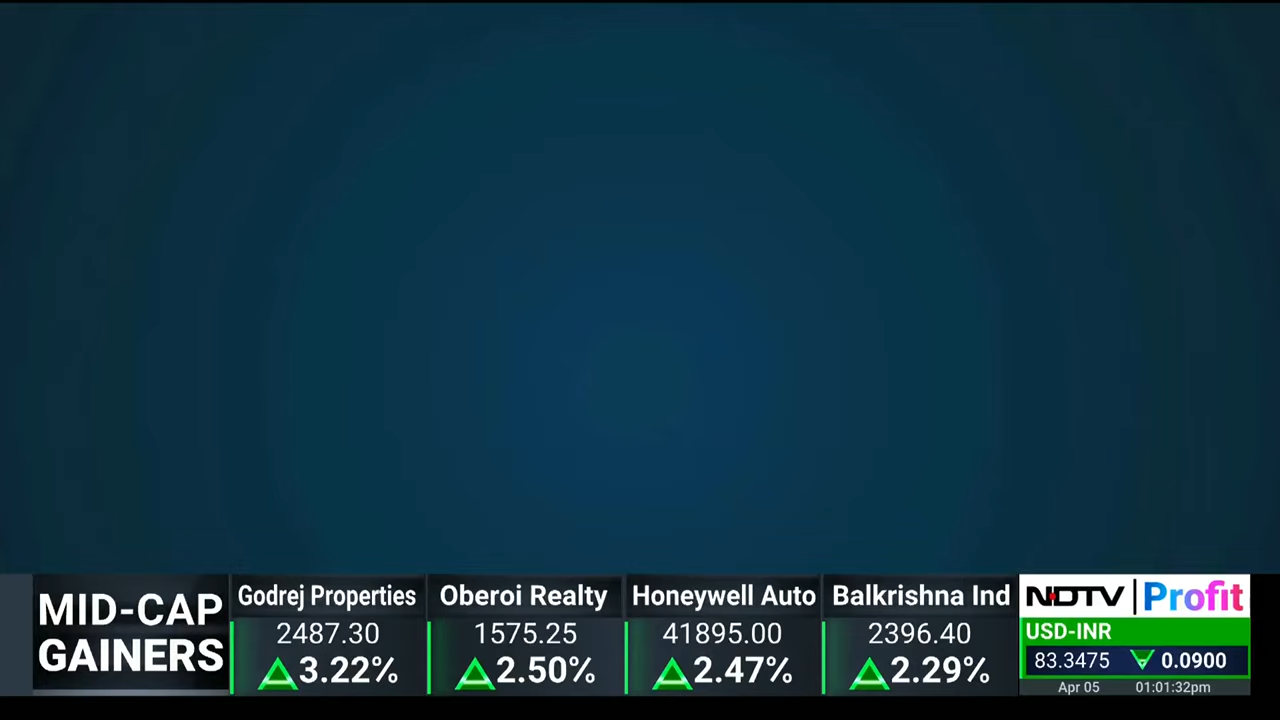 MID-CAP
GAINERS
Godrej Properties
2487.30
3.22%
Oberoi Realty
1575.25
2.50%
Honeywell Auto
41895.00
2.47%
Balkrishna Ind
2396.40
2.29%
NDTV Profit
USD-INR
83.3475 0.0900
Apr 05 01:01:32pm